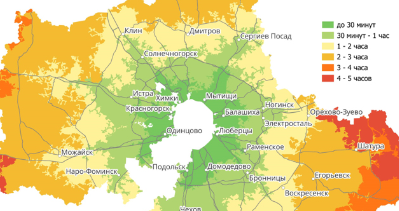 до 30 минут
30 минут - 1 час
1 - 2 часа
2 - 3 часа
3 - 4 часа
4 - 5 часов
Клин
Дмитров
Сергиев Посад
Солнечногорск
Истра
Химки
Мытищи
Красногорск
Балашиха
Ногинск
Орехово-Зуево
Электросталь
Одинцово
Люберцы
Можайск
Раменское
Шатура
Подольск
Домодедово
Наро-Фоминск
Бронницы
Егорьевск
Воскресенск
Чехов